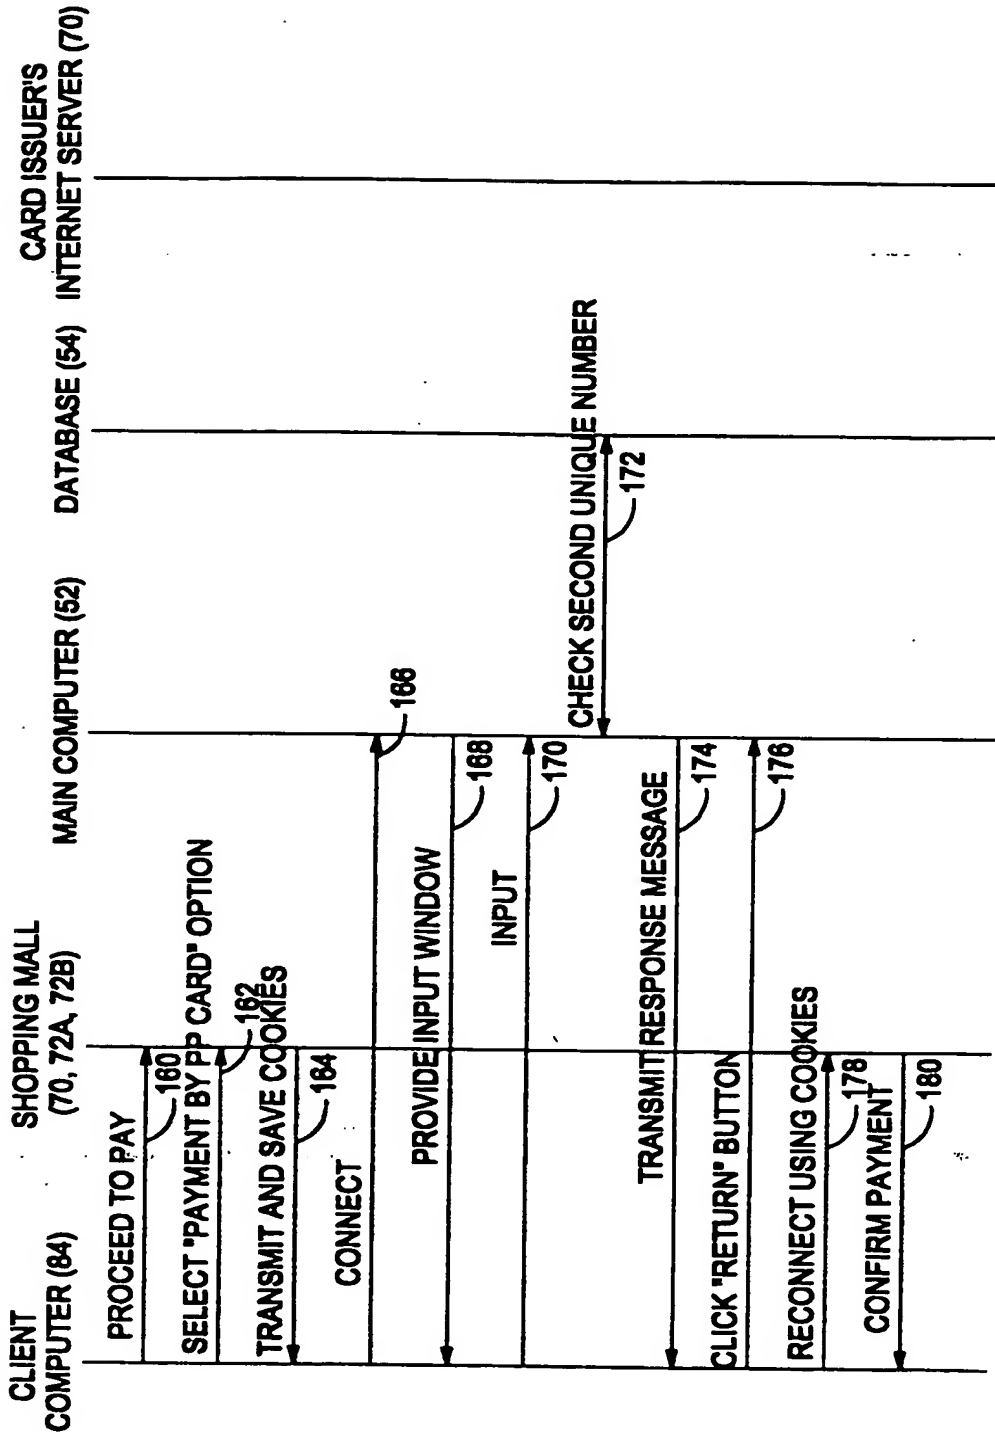 CLIENT
COMPUTER (84)
SHOPPING MALL
(70, 72A, 72B)
MAIN COMPUTER (52)
DATABASE (54)
CARD ISSUER'S
INTERNET SERVER (70)
PROCEED TO PAY
160
SELECT "PAYMENT BY PP CARD" OPTION
162
TRANSMIT AND SAVE COOKIES
164
CONNECT
166
PROVIDE INPUT WINDOW
168
INPUT
170
CHECK SECOND UNIQUE NUMBER
172
TRANSMIT RESPONSE MESSAGE
174
CLICK "RETURN" BUTTON
176
RECONNECT USING COOKIES
178
CONFIRM PAYMENT
180